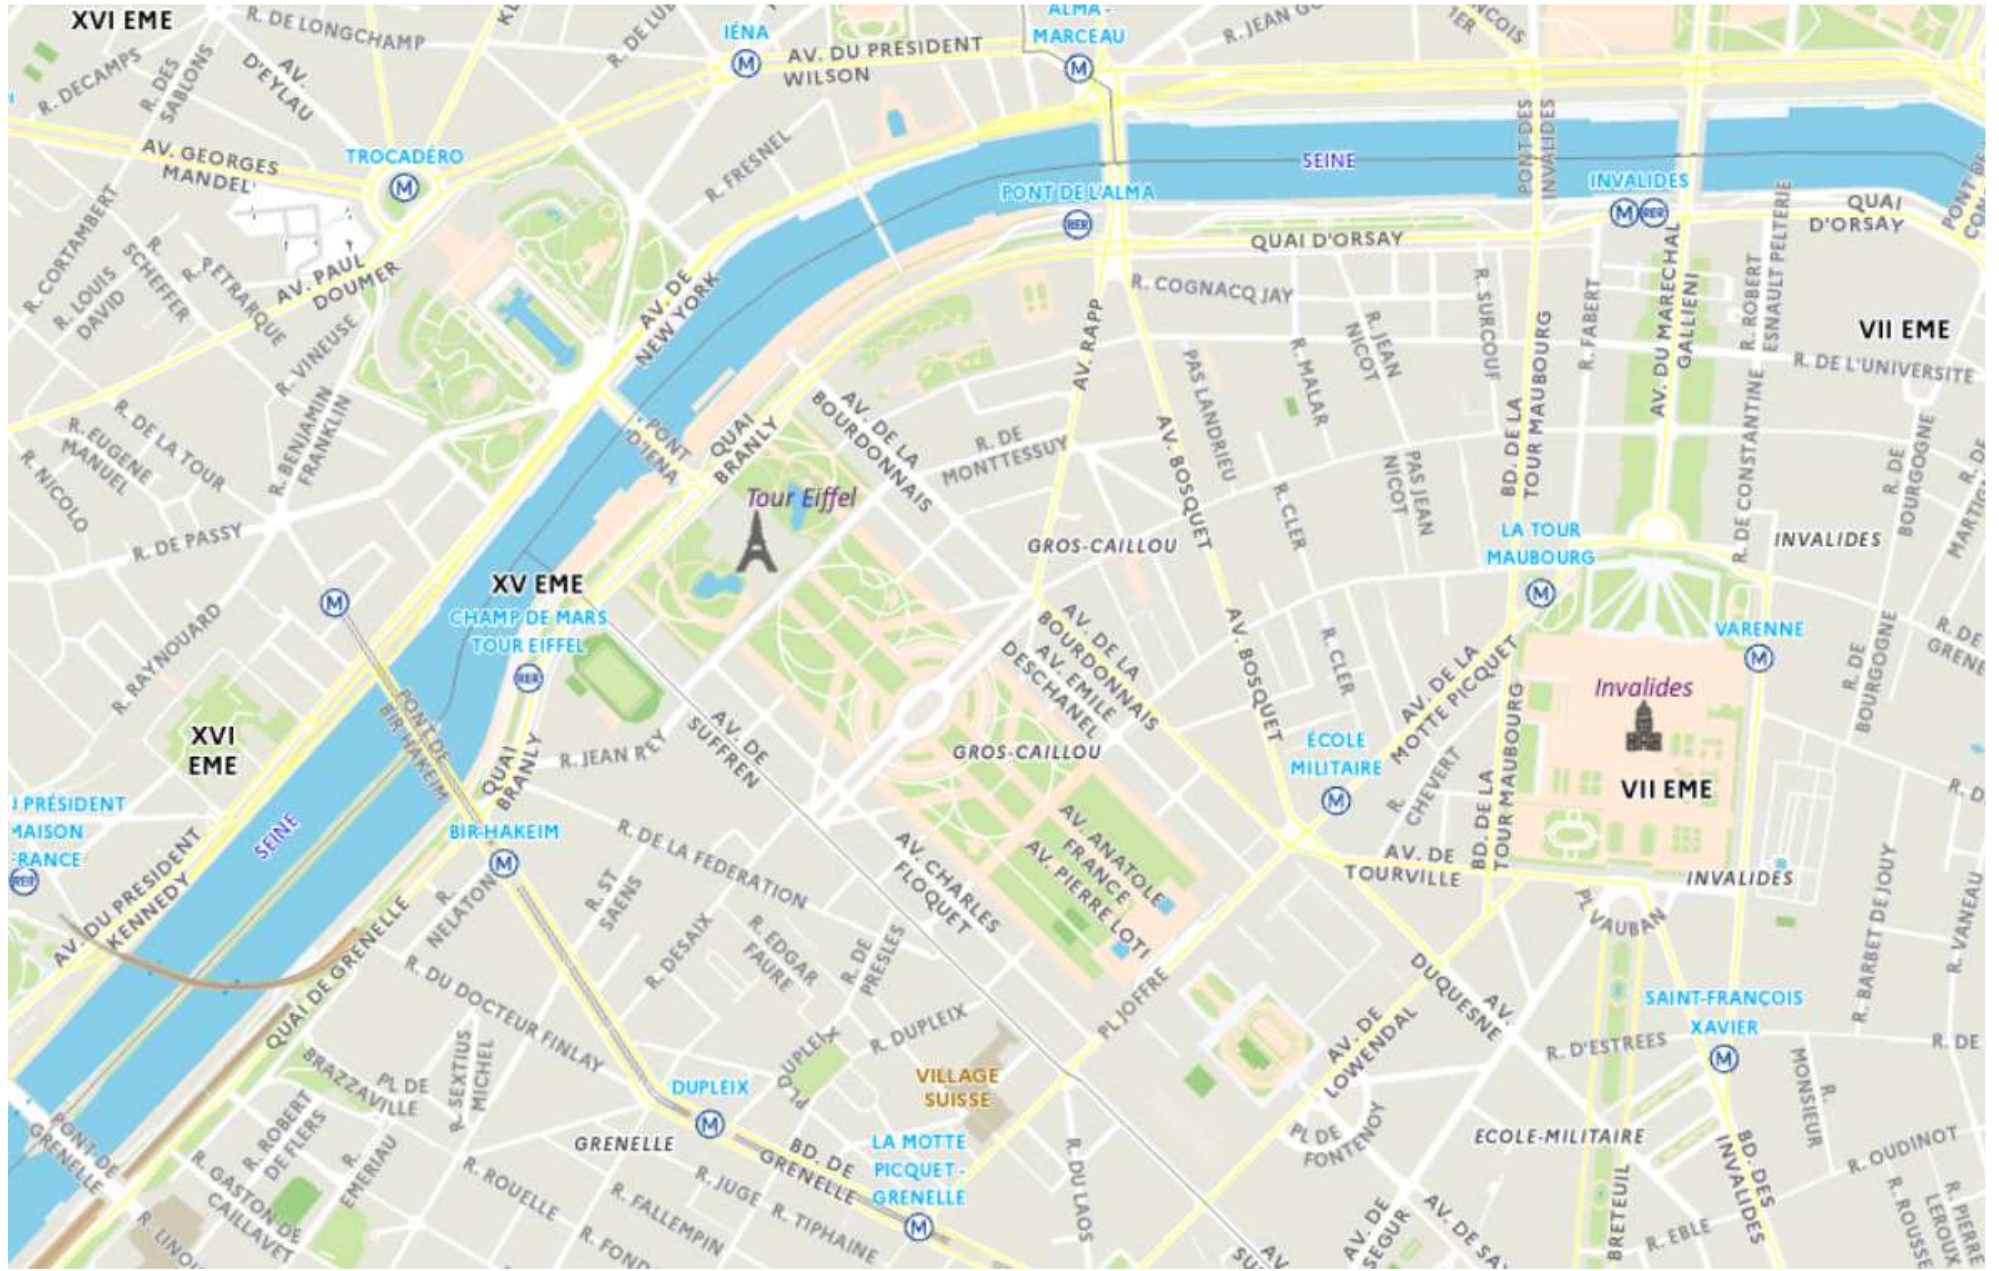 XVI EME
R. DE LONGCHAMP
IÉNA
AV. DU PRÉSIDENT
WILSON
ALMA -
MARCEAU
R. DECAMPS
R. DES
SABLONS
AV.
D'EYLAU
AV. GEORGES
MANDEL
TROCADÉRO
R. FRESNEL
PONT DE L'ALMA
SEINE
PONT DES
INVALIDES
INVALIDES
QUAI
D'ORSAY
QUAI D'ORSAY
R. CORTAMBERT
R. LOUIS
DAVID
R.
SCHEFFER
R. PETRARQUE
AV. PAUL
DOUMER
R. VINEUSE
AV. DE
NEW YORK
R. COGNACQ JAY
AV. RAPP
R. SURCOUF
R. FABERT
AV. DU MARECHAL
GALLIENI
R. ROBERT
ESNAULT PELTERIE
VII EME
R. DE L'UNIVERSITE
R. JEAN
NICOT
R. MALAR
PAS LANDRIEU
BD. DE LA
TOUR MAUBOURG
R. DE CONSTANTINE
R. DE
BOURGOGNE
R. DE LA TOUR
R. EUGENE
MANUEL
R. NICOLO
R. BENJAMIN
FRANKLIN
R. DE PASSY
PONT
D'IENA
QUAI
BRANLY
AV. DE LA
BOURDONNAIS
R. DE
MONTTESSUY
AV. BOSQUET
PAS JEAN
NICOT
R. CLER
Tour Eiffel
GROS-CAILLOU
LA TOUR
MAUBOURG
INVALIDES
XV EME
CHAMP DE MARS
TOUR EIFFEL
R. RAYNOUARD
XVI
EME
PONT DE
BIR-HAKEIM
QUAI
BRANLY
R. JEAN REY
AV. DE
SUFFREN
AV. DE LA
BOURDONNAIS
AV. EMILE
DESCHANEL
GROS-CAILLOU
AV. BOSQUET
R. CLER
AV. DE LA
MOTTE PICQUET
ÉCOLE
MILITAIRE
VARENNE
Invalides
VII EME
R. DE
BOURGOGNE
R. DE
R.
CHEVERT
BD. DE LA
TOUR MAUBOURG
AV. DE
TOURVILLE
INVALIDES
PRÉSIDENT
SEINE
AV. DU PRESIDENT
KENNEDY
BIR-HAKEIM
R. DE LA FEDERATION
AV. CHARLES
FLOQUET
AV. ANATOLE
FRANCE
AV. PIERRE LOTI
R.
NELATON
R. ST
SAENS
R. DESAIX
R. EDGAR
FAURE
R. DE
PRESLES
QUAI DE GRENELLE
R. DU DOCTEUR FINLAY
R. DUPLEIX
PL DUPLEIX
PL JOFFRE
PL VAUBAN
AV.
DUQUESNE
AV. DE
LOWENDAL
SAINT-FRANÇOIS
XAVIER
R. BARBET DE JOUY
R. VANEAU
R. D'ESTREES
R. DE
R.
MONSIEUR
BRAZZAVILLE
PL DE
R. SEXTIUS
MICHEL
DUPLEIX
VILLAGE
SUISSE
PONT DE
GRENELLE
R. ROBERT
DE FLERS
R.
EMERIAU
GRENELLE
BD. DE
GRENELLE
LA MOTTE
PICQUET -
GRENELLE
R. DU LAOS
PL DE
FONTENOY
ECOLE-MILITAIRE
BD. DES
INVALIDES
R. OUDINOT
R. GASTON DE
CAILLAVET
R. ROUELLE
R. FALLEMPIN
R. JUGE
R. TIPHAINE
AV. DE
SEGUR
BRETEUIL
R. EBLE
R. PIERRE
LEROUX